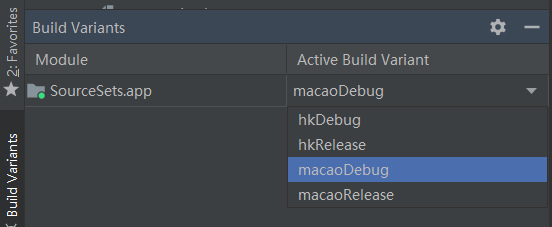 Build Variants
Module
Active Build Variant
SourceSets.app
macaoDebug
hkDebug
hkRelease
macaoDebug
macaoRelease
2: Favorites
Build Variants